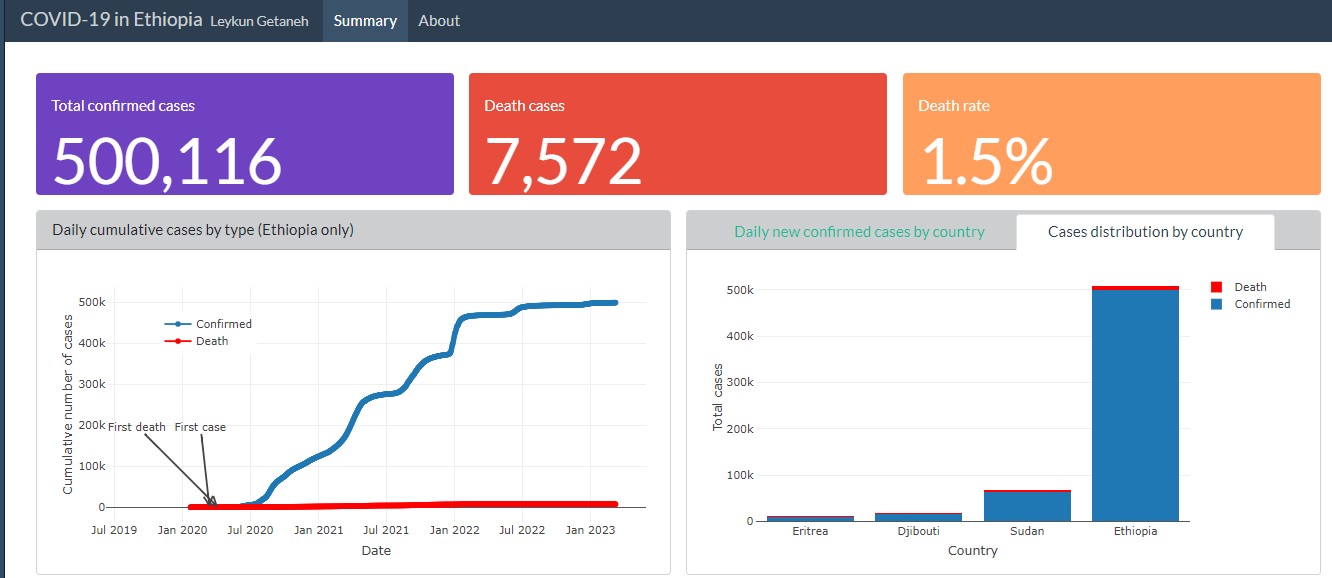 COVID-19 in Ethiopia Leykun Getaneh Summary About
Total confirmed cases
500,116
Death cases
7,572
Death rate
1.5%
Daily cumulative cases by type (Ethiopia only)
500k
400k
300k
200k
100k
0
Cumulative number of cases
Confirmed
Death
First death First case
Jul 2019 Jan 2020 Jul 2020 Jan 2021 Jul 2021 Jan 2022 Jul 2022 Jan 2023
Date
Daily new confirmed cases by country Cases distribution by country
500k
400k
300k
200k
100k
0
Total cases
Death
Confirmed
Eritrea Djibouti Sudan Ethiopia
Country